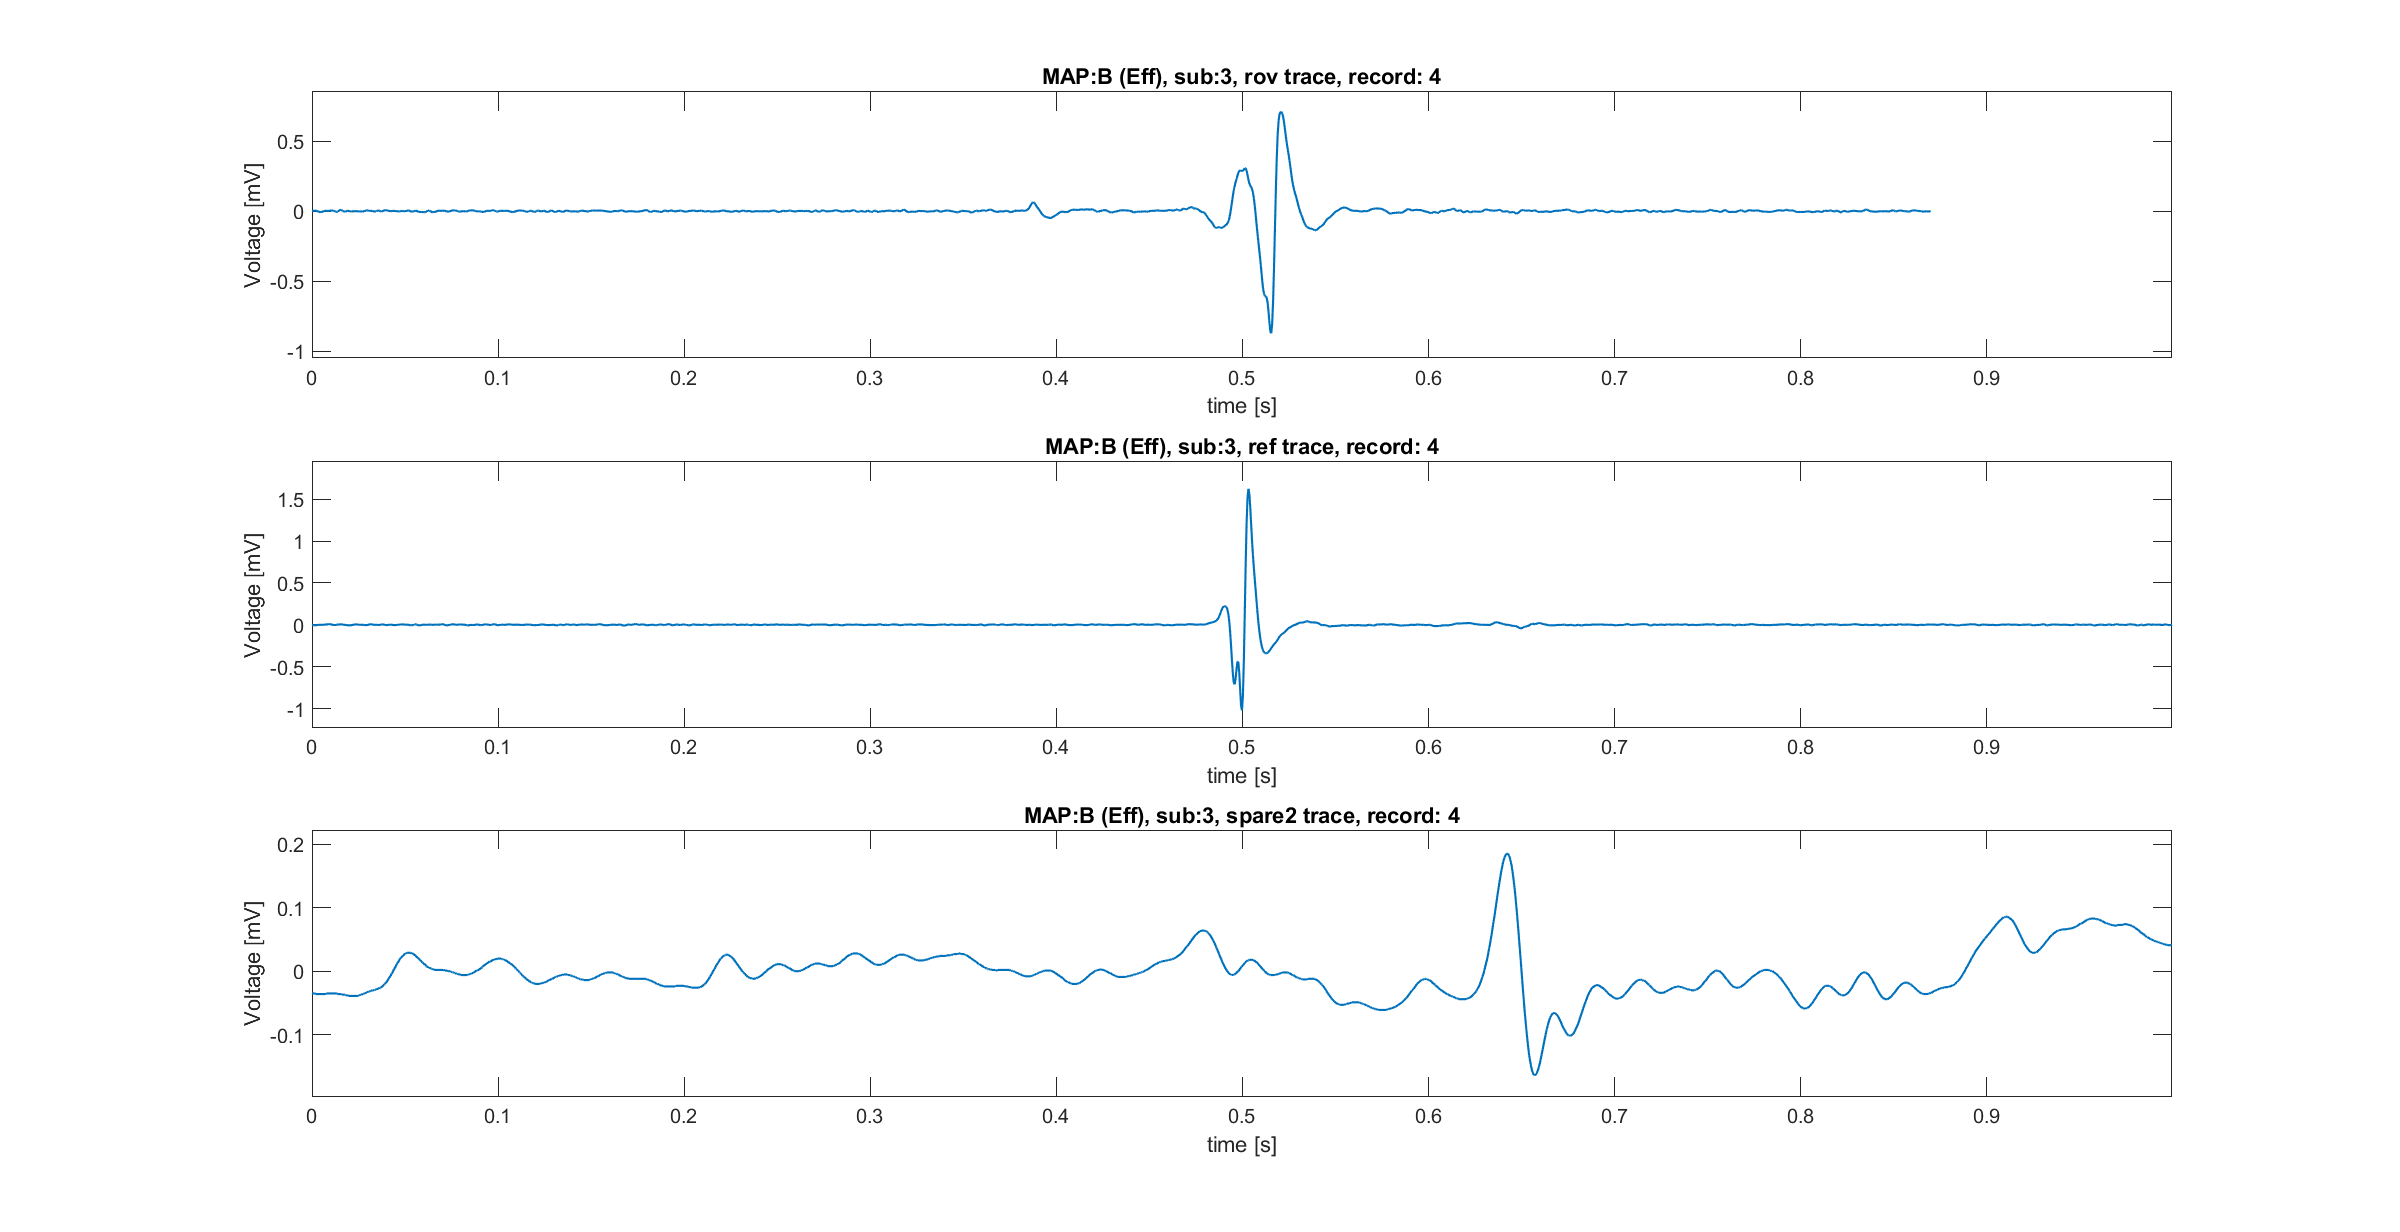 MAP:B (Eff), sub:3, rov trace, record: 4
Voltage [mV]
0.5
0
-0.5
-1
0 0.1 0.2 0.3 0.4 0.5 0.6 0.7 0.8 0.9
time [s]
MAP:B (Eff), sub:3, ref trace, record: 4
Voltage [mV]
1.5
1
0.5
0
-0.5
-1
0 0.1 0.2 0.3 0.4 0.5 0.6 0.7 0.8 0.9
time [s]
MAP:B (Eff), sub:3, spare2 trace, record: 4
Voltage [mV]
0.2
0.1
0
-0.1
0 0.1 0.2 0.3 0.4 0.5 0.6 0.7 0.8 0.9
time [s]